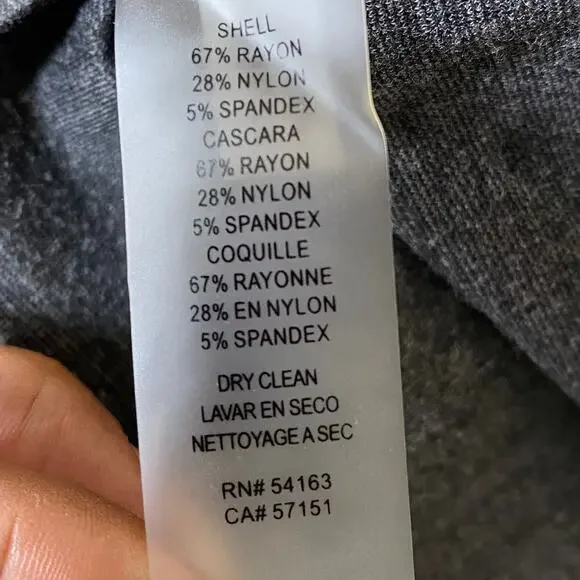 SHELL
67% RAYON
28% NYLON
5% SPANDEX
CASCARA
67% RAYON
28% NYLON
5% SPANDEX
COQUILLE
67% RAYONNE
28% EN NYLON
5% SPANDEX
DRY CLEAN
LAVAR EN SECO
NETTOYAGE A SEC
RN# 54163
CA# 57151